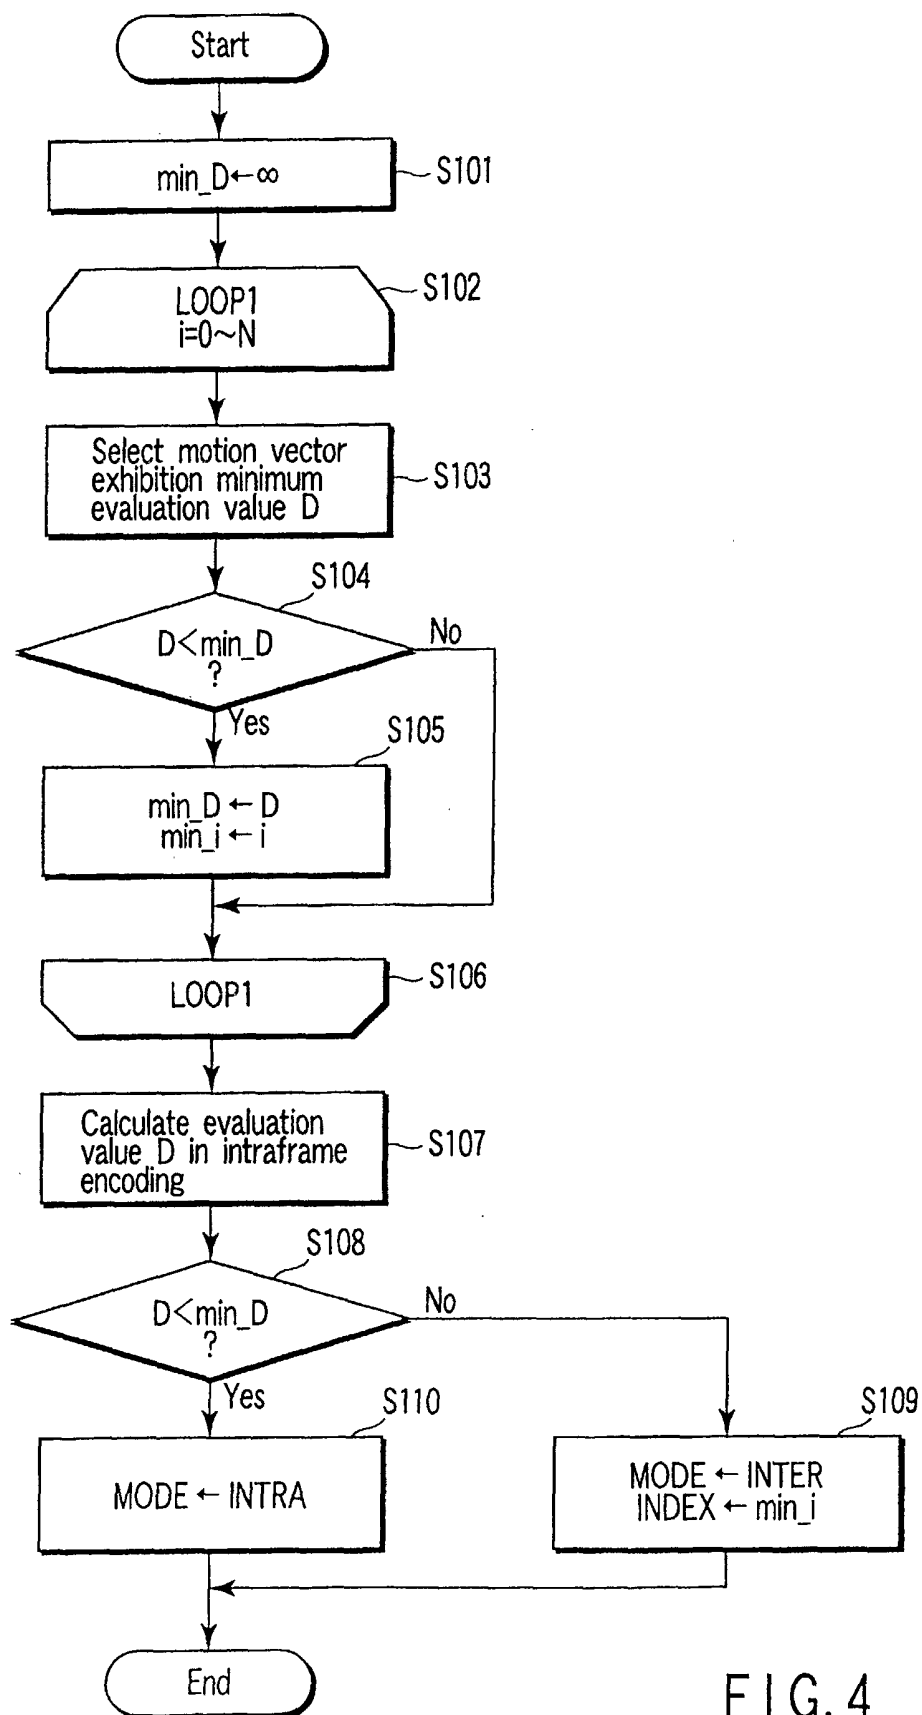 Start
min_D←∞
S101
LOOP1
i=0~N
S102
Select motion vector
exhibition minimum
evaluation value D
S103
S104
D<min_D
?
No
Yes
S105
min_D ← D
min_i ← i
LOOP1
S106
Calculate evaluation
value D in intraframe
encoding
S107
S108
D<min_D
?
No
Yes
S110
MODE ← INTRA
S109
MODE ← INTER
INDEX ← min_i
End
FIG. 4